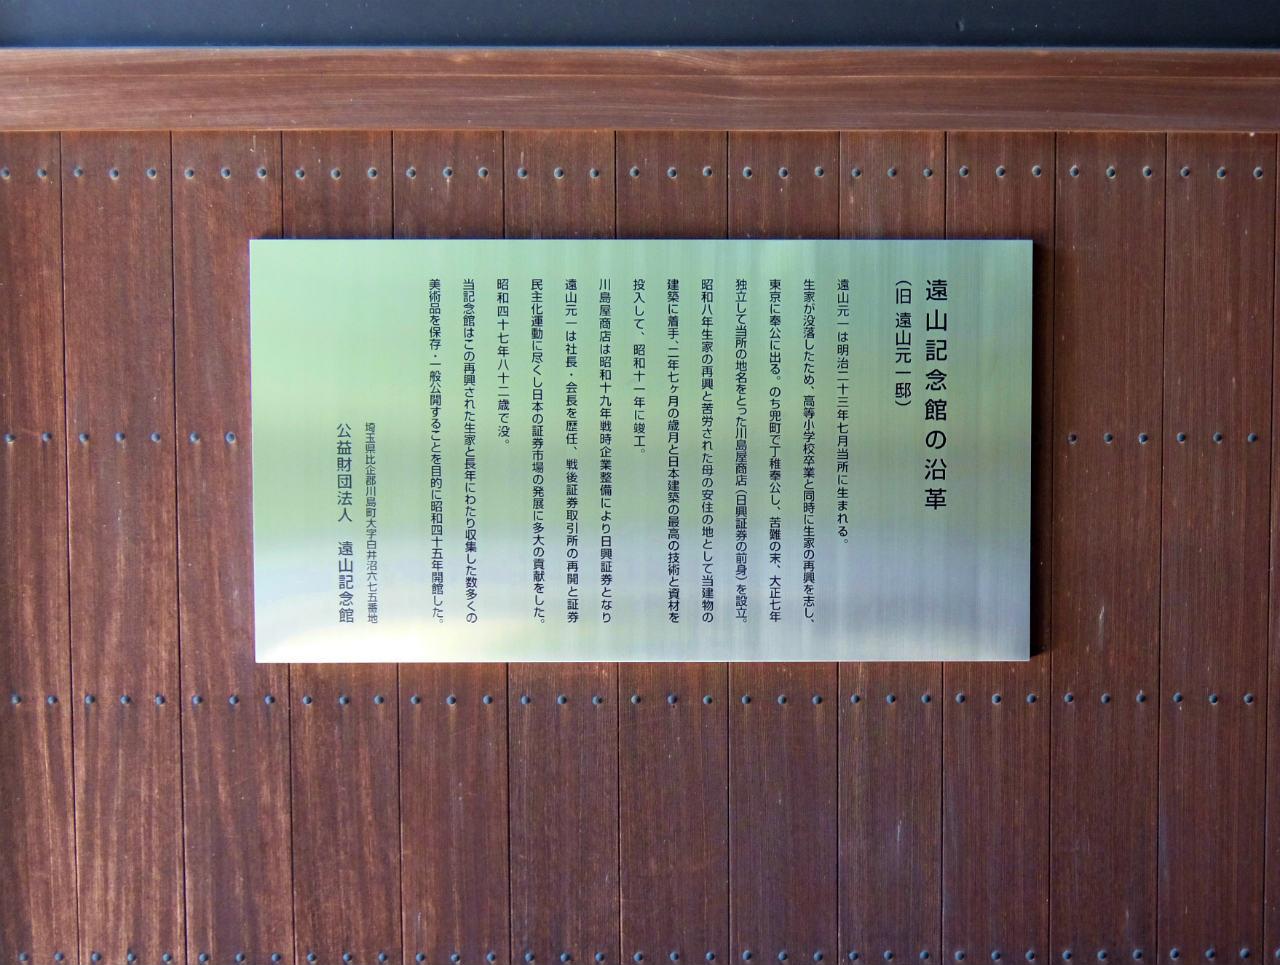 遠山記念館の沿革
（旧 遠山元一邸）
遠山元一は明治二十三年七月当所に生まれる。
生家が没落したため、高等小学校卒業と同時に生家の再興を志し、
東京に奉公に出る。のち兜町で丁稚奉公し、苦難の末、大正七年
独立して当所の地名をとった川島屋商店（日興証券の前身）を設立。
昭和八年生家の再興と苦労された母の安住の地として当建物の
建築に着手、二年七ヶ月の歳月と日本建築の最高の技術と資材を
投入して、昭和十一年に竣工。
川島屋商店は昭和十九年戦時企業整備により日興証券となり
遠山元一は社長・会長を歴任、戦後証券取引所の再開と証券
民主化運動に尽くし日本の証券市場の発展に多大の貢献をした。
昭和四十七年八十二歳で没。
当記念館はこの再興された生家と長年にわたり収集した数多くの
美術品を保存・一般公開することを目的に昭和四十五年開館した。
埼玉県比企郡川島町大字白井沼六七五番地
公益財団法人 遠山記念館